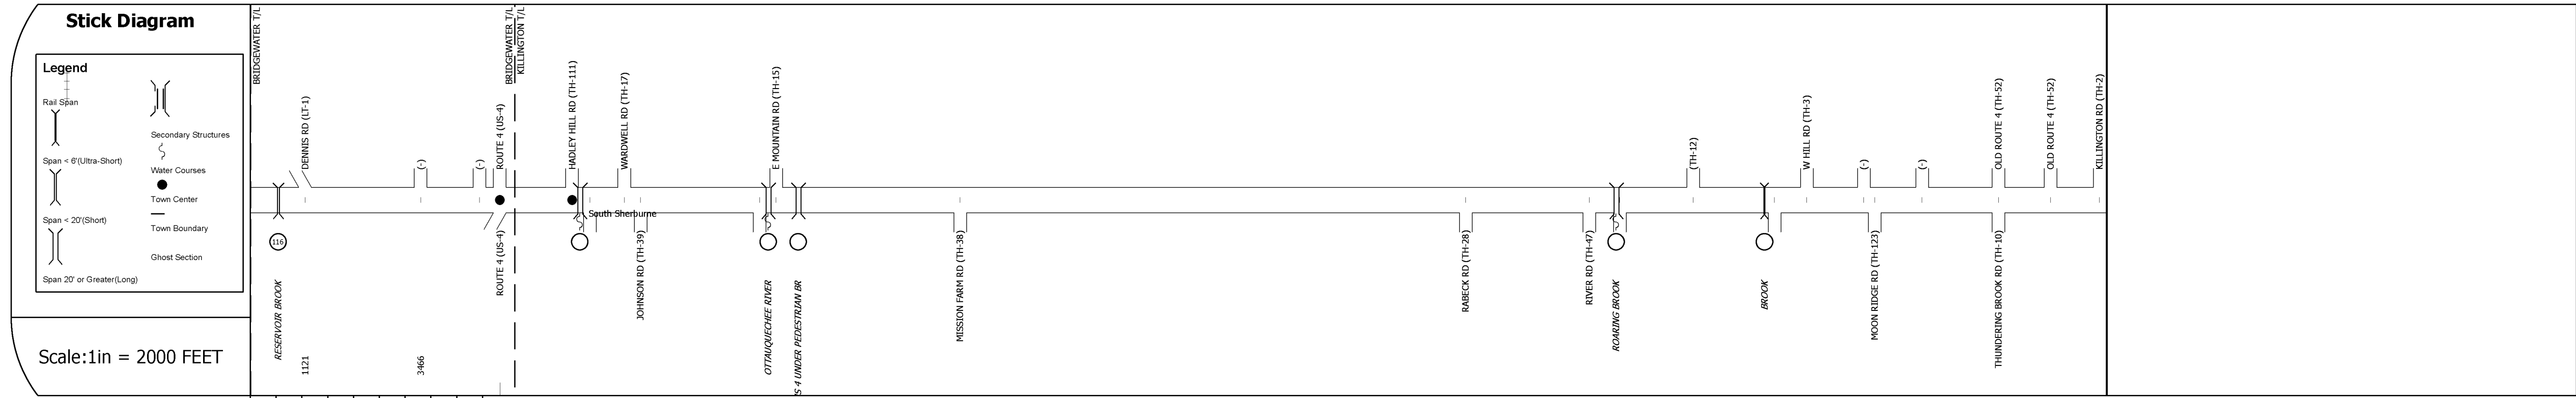 Stick Diagram
Legend
Rail Span
Span < 6'(Ultra-Short)
Span < 20'(Short)
Span 20' or Greater(Long)
Secondary Structures
Water Courses
Town Center
Town Boundary
Ghost Section
Scale:1in = 2000 FEET
BRIDGEWATER T/L
DENNIS RD (LT-1)
(-)
(-)
ROUTE 4 (US-4)
BRIDGEWATER T/L
KILLINGTON T/L
HADLEY HILL RD (TH-111)
WARDWELL RD (TH-17)
E MOUNTAIN RD (TH-15)
(TH-12)
W HILL RD (TH-3)
(-)
(-)
OLD ROUTE 4 (TH-52)
OLD ROUTE 4 (TH-52)
KILLINGTON RD (TH-2)
South Sherburne
116
RESERVOIR BROOK
1121
3466
ROUTE 4 (US-4)
JOHNSON RD (TH-39)
OTTAUQUECHEE RIVER
S 4 UNDER PEDESTRIAN BR
MISSION FARM RD (TH-38)
RABECK RD (TH-28)
RIVER RD (TH-47)
ROARING BROOK
BROOK
MOON RIDGE RD (TH-123)
THUNDERING BROOK RD (TH-10)